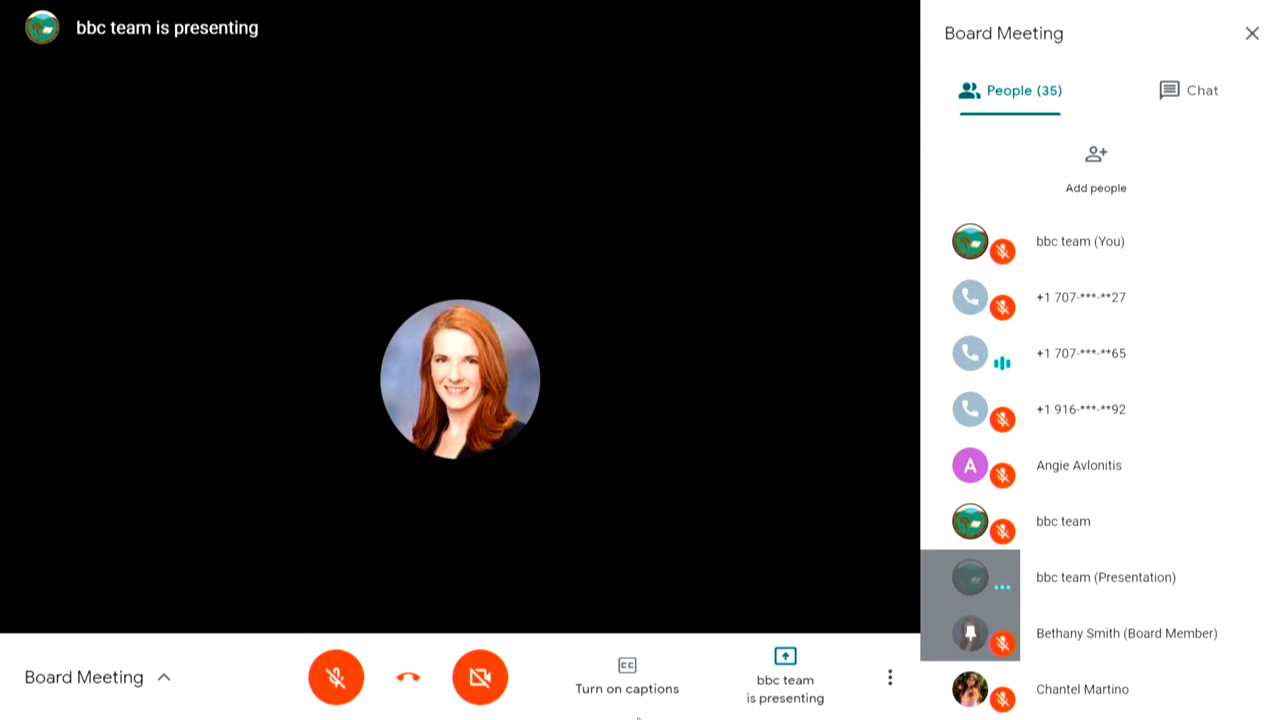 bbc team is presenting
Board Meeting
People (35)
Chat
Add people
bbc team (You)
+1 707-***-**27
+1 707-***-**65
+1 916-***-**92
A
Angie Avlonitis
bbc team
bbc team (Presentation)
Bethany Smith (Board Member)
Chantel Martino
Board Meeting
CC
Turn on captions
bbc team
is presenting